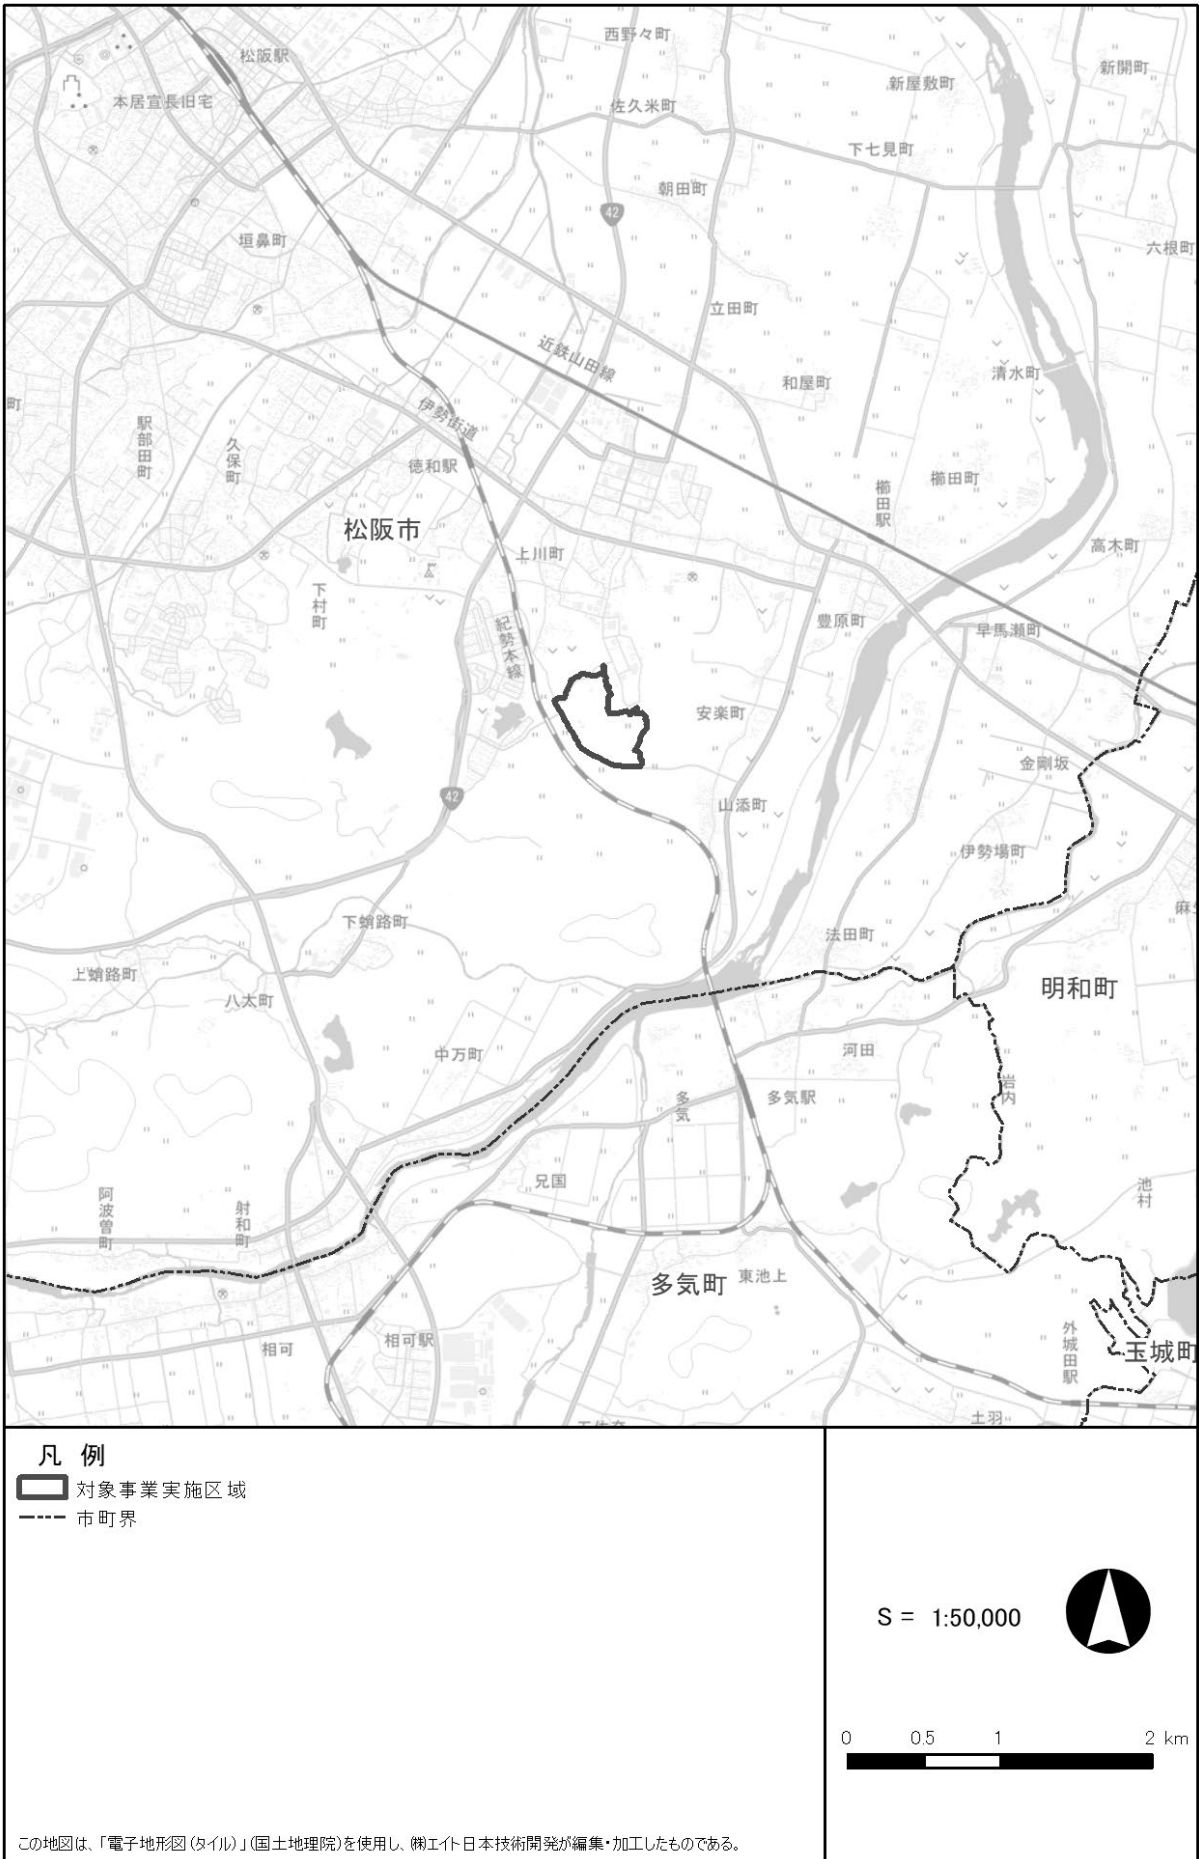 西野々町
松阪駅
新開町
新屋敷町
本居宣長旧宅
佐久米町
下七見町
朝田町
42
垣鼻町
六根町
立田町
近鉄山田線
清水町
和屋町
町
伊勢街道
駅部田町
久保町
徳和駅
櫛田町
櫛田駅
松阪市
上川町
高木町
下村町
豊原町
早馬瀬町
紀勢本線
安楽町
金剛坂
42
山添町
伊勢場町
下蛸路町
法田町
上蛸路町
明和町
八太町
中万町
河田
岩内
多気
多気駅
兄国
池村
阿波曽町
射和町
多気町
東池上
相可
相可駅
外城田駅
玉城町
土羽
凡 例
対象事業実施区域
市町界
S = 1:50,000
0 0.5 1 2 km
この地図は、「電子地形図(タイル)」(国土地理院)を使用し、㈱エイト日本技術開発が編集・加工したものである。